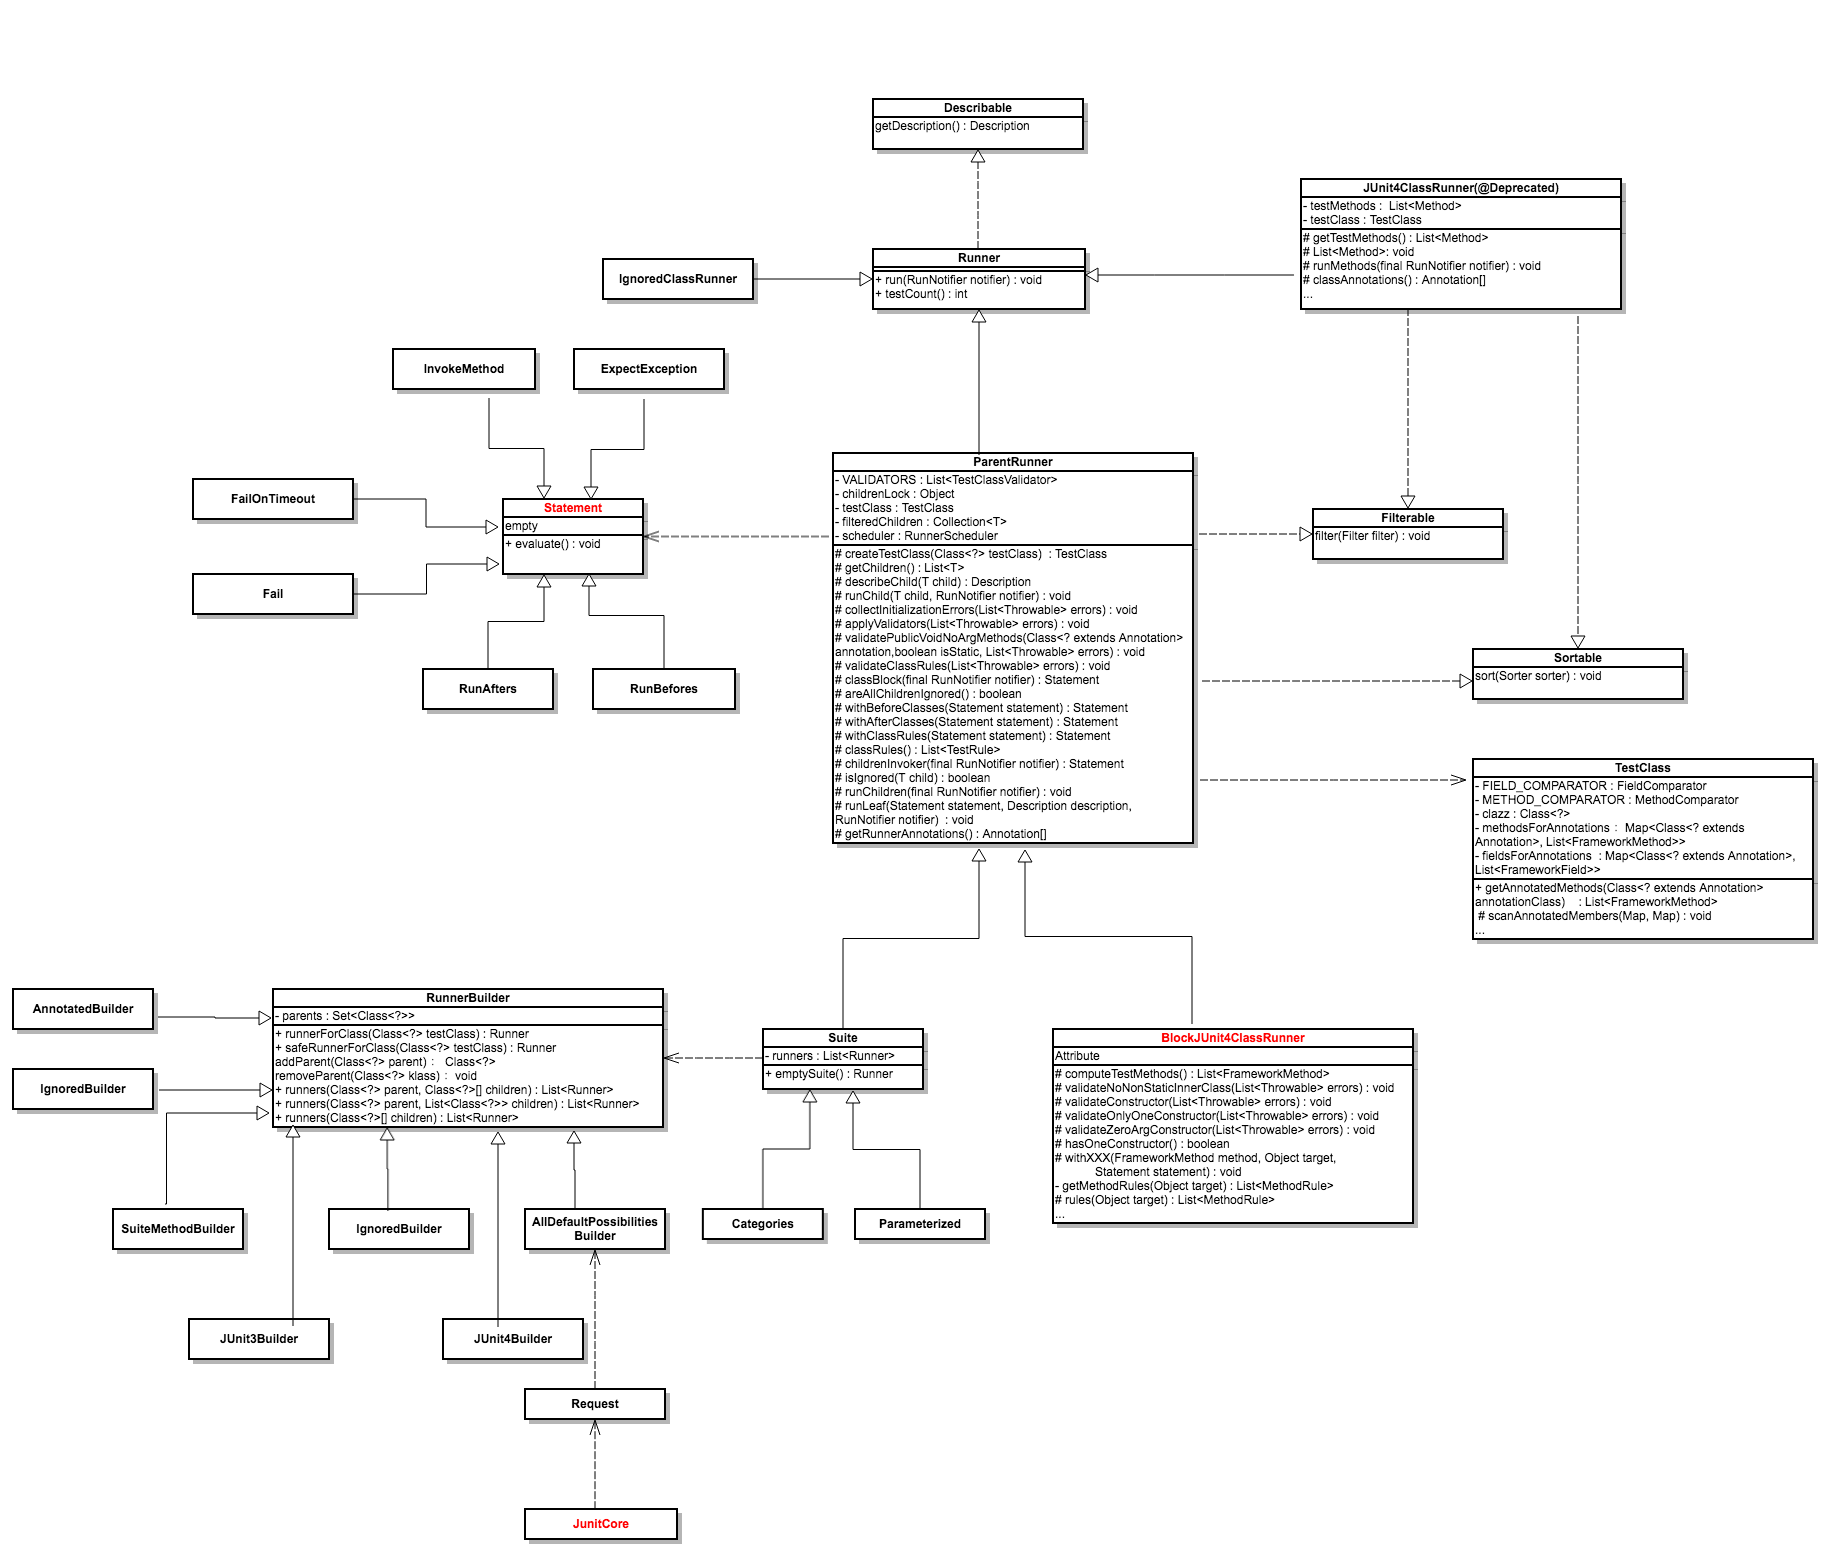 Describable
getDescription() : Description
JUnit4ClassRunner(@Deprecated)
- testMethods :  List<Method>
- testClass : TestClass
# getTestMethods() : List<Method>
# List<Method>: void
# runMethods(final RunNotifier notifier) : void
# classAnnotations() : Annotation[]
...
Runner
+ run(RunNotifier notifier) : void
+ testCount() : int
IgnoredClassRunner
InvokeMethod
ExpectException
FailOnTimeout
Statement
empty
+ evaluate() : void
Fail
RunAfters
RunBefores
ParentRunner
- VALIDATORS : List<TestClassValidator>
- childrenLock : Object
- testClass : TestClass
- filteredChildren : Collection<T>
- scheduler : RunnerScheduler
# createTestClass(Class<?> testClass)  : TestClass
# getChildren() : List<T>
# describeChild(T child) : Description
# runChild(T child, RunNotifier notifier) : void
# collectInitializationErrors(List<Throwable> errors) : void
# applyValidators(List<Throwable> errors) : void
# validatePublicVoidNoArgMethods(Class<? extends Annotation>
annotation,boolean isStatic, List<Throwable> errors) : void
# validateClassRules(List<Throwable> errors) : void
# classBlock(final RunNotifier notifier) : Statement
# areAllChildrenIgnored() : boolean
# withBeforeClasses(Statement statement) : Statement
# withAfterClasses(Statement statement) : Statement
# withClassRules(Statement statement) : Statement
# classRules() : List<TestRule>
# childrenInvoker(final RunNotifier notifier) : Statement
# isIgnored(T child) : boolean
# runChildren(final RunNotifier notifier) : void
# runLeaf(Statement statement, Description description,
RunNotifier notifier)  : void
# getRunnerAnnotations() : Annotation[]
Filterable
filter(Filter filter) : void
Sortable
sort(Sorter sorter) : void
TestClass
- FIELD_COMPARATOR : FieldComparator
- METHOD_COMPARATOR : MethodComparator
- clazz : Class<?>
- methodsForAnnotations :  Map<Class<? extends
Annotation>, List<FrameworkMethod>>
- fieldsForAnnotations  : Map<Class<? extends Annotation>,
List<FrameworkField>>
+ getAnnotatedMethods(Class<? extends Annotation>
annotationClass)    : List<FrameworkMethod>
# scanAnnotatedMembers(Map, Map) : void
...
AnnotatedBuilder
IgnoredBuilder
RunnerBuilder
- parents : Set<Class<?>>
+ runnerForClass(Class<?> testClass) : Runner
+ safeRunnerForClass(Class<?> testClass) : Runner
addParent(Class<?> parent) :  Class<?>
removeParent(Class<?> klass) : void
+ runners(Class<?> parent, Class<?>[] children) : List<Runner>
+ runners(Class<?> parent, List<Class<?>> children) : List<Runner>
+ runners(Class<?>[] children) : List<Runner>
Suite
- runners : List<Runner>
+ emptySuite() : Runner
BlockJUnit4ClassRunner
Attribute
# computeTestMethods() : List<FrameworkMethod>
# validateNoNonStaticInnerClass(List<Throwable> errors) : void
# validateConstructor(List<Throwable> errors) : void
# validateOnlyOneConstructor(List<Throwable> errors) : void
# validateZeroArgConstructor(List<Throwable> errors) : void
# hasOneConstructor() : boolean
# withXXX(FrameworkMethod method, Object target,
Statement statement) : void
- getMethodRules(Object target) : List<MethodRule>
# rules(Object target) : List<MethodRule>
...
SuiteMethodBuilder
IgnoredBuilder
AllDefaultPossibilities
Builder
Categories
Parameterized
JUnit3Builder
JUnit4Builder
Request
JunitCore